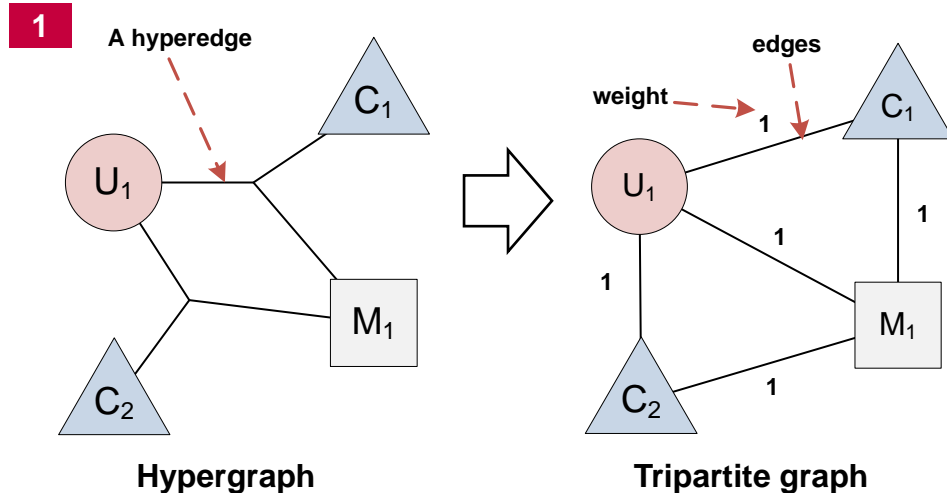 1
A hyperedge
C₁
U₁
M₁
C₂
Hypergraph
edges
weight
1
C₁
U₁
1
1
1
M₁
C₂
1
Tripartite graph